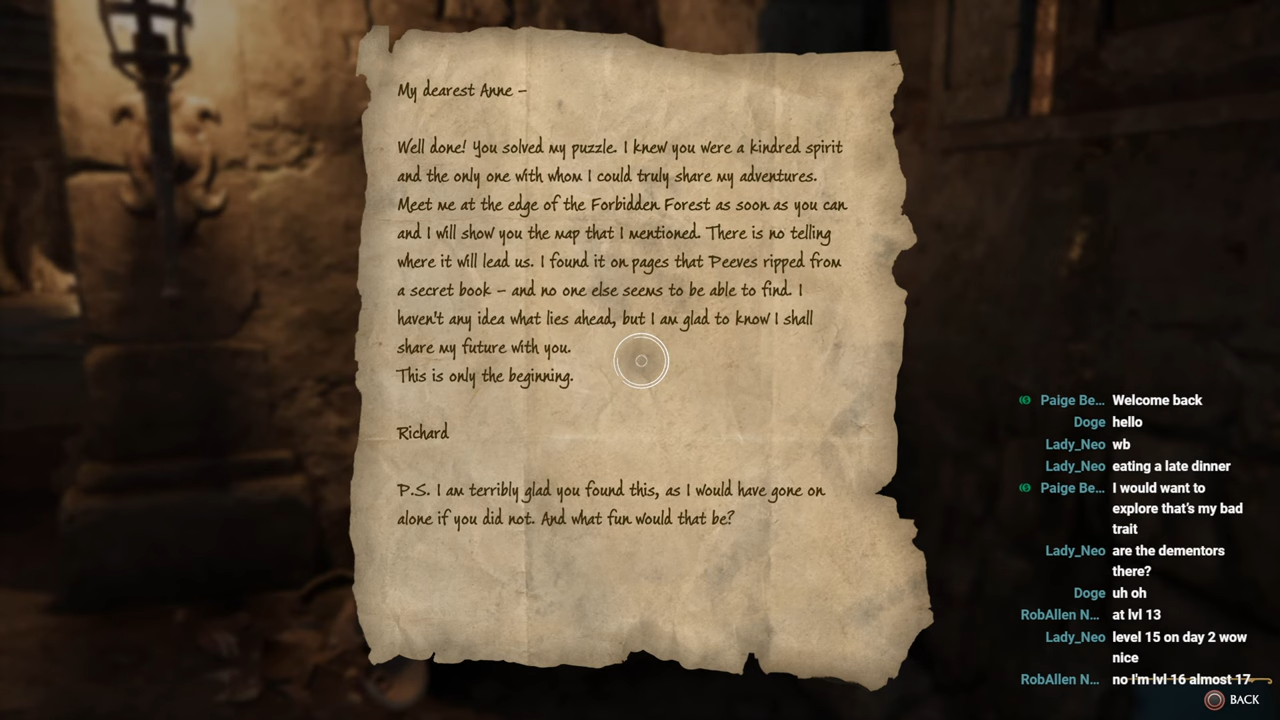 My dearest Anne –
Well done! You solved my puzzle. I knew you were a kindred spirit
and the only one with whom I could truly share my adventures.
Meet me at the edge of the Forbidden Forest as soon as you can
and I will show you the map that I mentioned. There is no telling
where it will lead us. I found it on pages that Peeves ripped from
a secret book – and no one else seems to be able to find. I
haven't any idea what lies ahead, but I am glad to know I shall
share my future with you.
This is only the beginning.
Richard
P.S. I am terribly glad you found this, as I would have gone on
alone if you did not. And what fun would that be?
Paige Be... Welcome back
Doge hello
Lady_Neo wb
Lady_Neo eating a late dinner
Paige Be... I would want to
explore that's my bad
trait
Lady_Neo are the dementors
there?
Doge uh oh
RobAllen N... at lvl 13
Lady_Neo level 15 on day 2 wow
nice
RobAllen N... no I'm lvl 16 almost 17
BACK